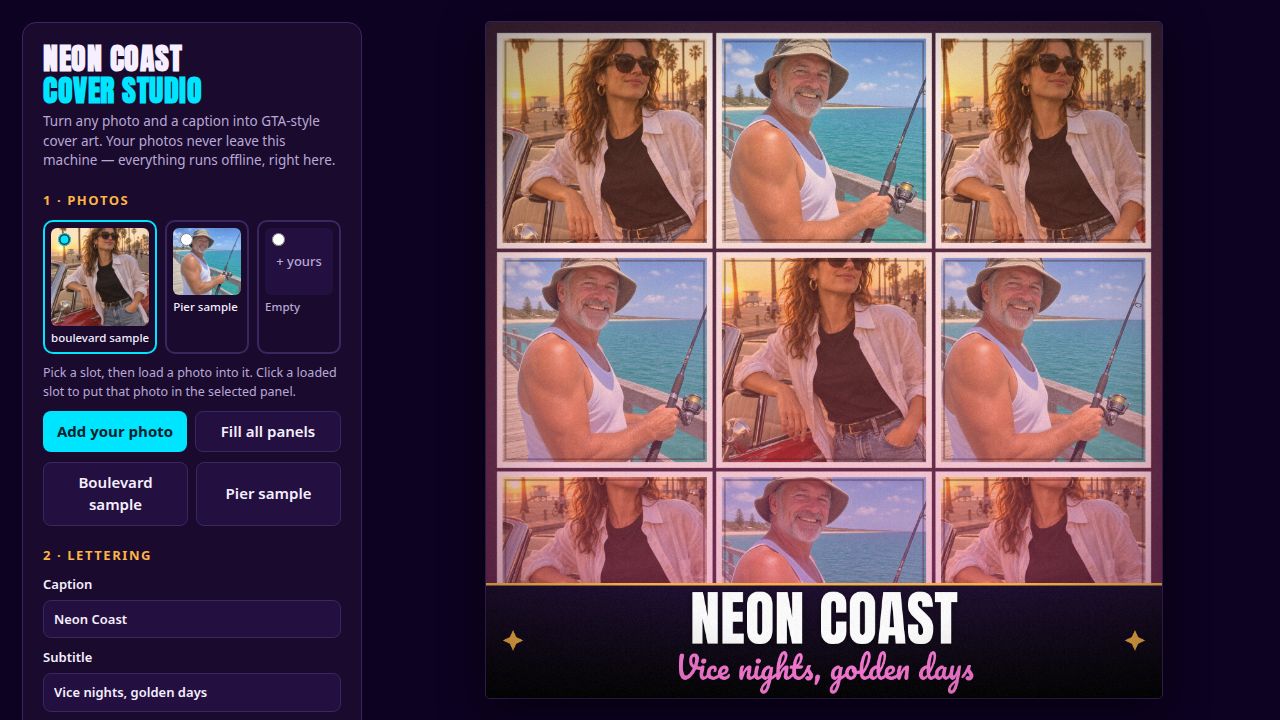 NEON COAST
COVER STUDIO
Turn any photo and a caption into GTA-style
cover art. Your photos never leave this
machine — everything runs offline, right here.
1 · PHOTOS
+ yours
boulevard sample
Pier sample
Empty
Pick a slot, then load a photo into it. Click a loaded
slot to put that photo in the selected panel.
Add your photo
Fill all panels
Boulevard
sample
Pier sample
2 · LETTERING
Caption
Neon Coast
Subtitle
Vice nights, golden days
NEON COAST
Vice nights, golden days